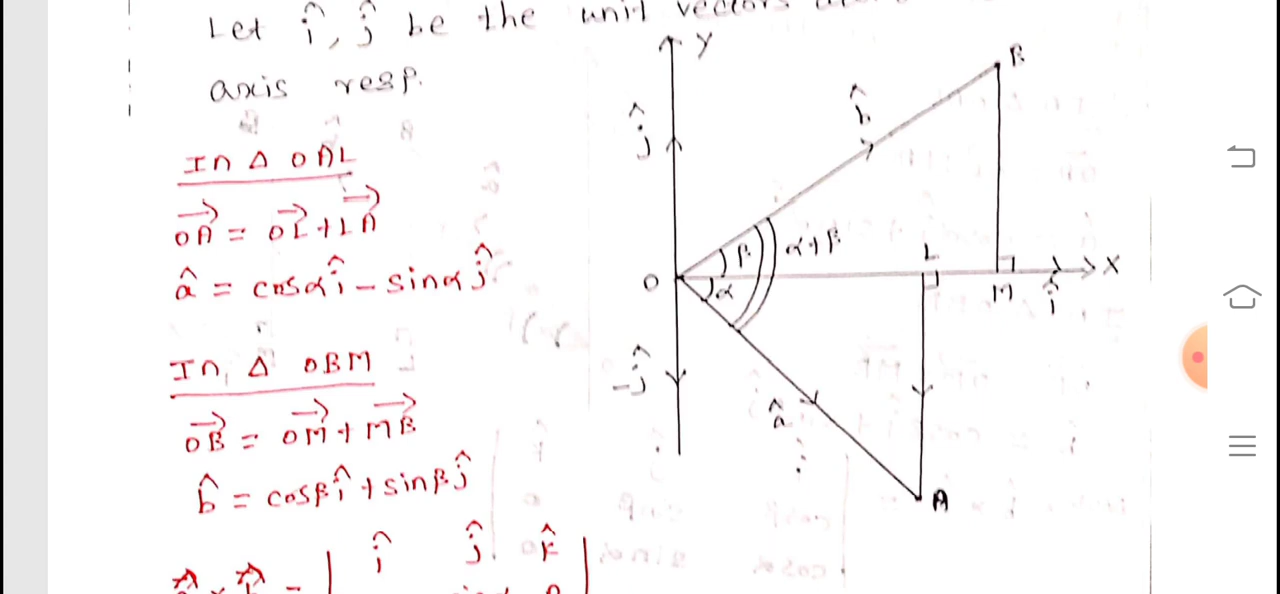 Let î, ĵ be the unit vectors
axis resp.
In Δ OAL
OA⃗ = OL⃗ + LA⃗
â = cosα î − sinα ĵ
In Δ OBM
OB⃗ = OM⃗ + MB⃗
b̂ = cosβ î + sinβ ĵ
î ĵ k̂
Y
B
b̂
ĵ
β
α+β
L
X
O
α
M
î
-ĵ
â
A